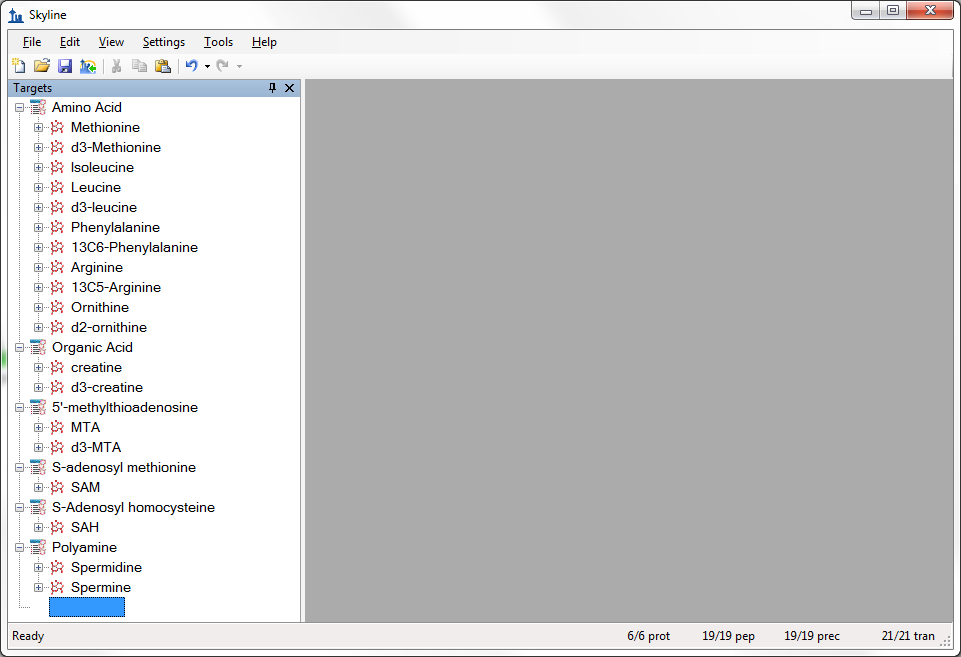 Skyline
File Edit View Settings Tools Help
Targets
Amino Acid
Methionine
d3-Methionine
Isoleucine
Leucine
d3-leucine
Phenylalanine
13C6-Phenylalanine
Arginine
13C5-Arginine
Ornithine
d2-ornithine
Organic Acid
creatine
d3-creatine
5'-methylthioadenosine
MTA
d3-MTA
S-adenosyl methionine
SAM
S-Adenosyl homocysteine
SAH
Polyamine
Spermidine
Spermine
Ready 6/6 prot 19/19 pep 19/19 prec 21/21 tran